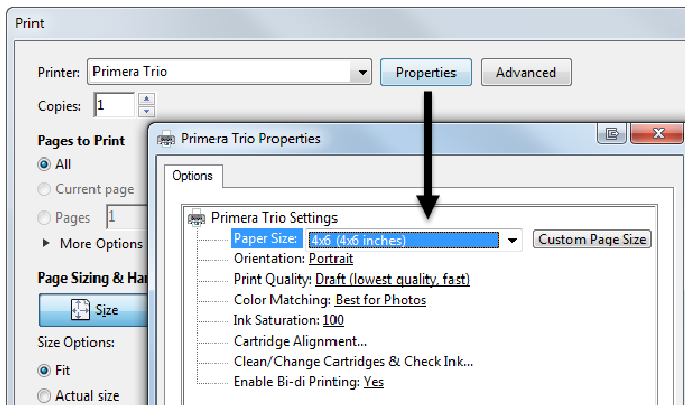 Print
Printer: Primera Trio Properties Advanced
Copies: 1
Pages to Print
All
Current page
Pages 1
More Options
Page Sizing & Han
Size
Size Options:
Fit
Actual size
Primera Trio Properties
Options
Primera Trio Settings
Paper Size: 4x6 (4x6 inches) Custom Page Size
Orientation: Portrait
Print Quality: Draft (lowest quality, fast)
Color Matching: Best for Photos
Ink Saturation: 100
Cartridge Alignment...
Clean/Change Cartridges & Check Ink...
Enable Bi-di Printing: Yes